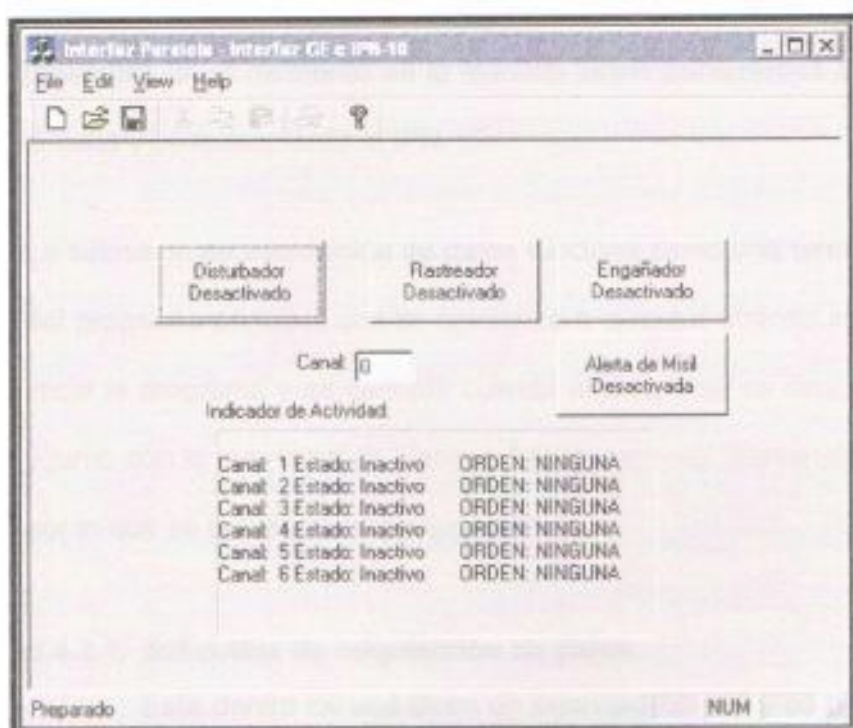 Interfaz Paralela - Interfaz GE e IPN-10
File Edit View Help
Disturbador
Desactivado
Rastreador
Desactivado
Engañador
Desactivado
Canal: 0
Alerta de Misil
Desactivada
Indicador de Actividad:
Canal: 1 Estado: Inactivo ORDEN: NINGUNA
Canal: 2 Estado: Inactivo ORDEN: NINGUNA
Canal: 3 Estado: Inactivo ORDEN: NINGUNA
Canal: 4 Estado: Inactivo ORDEN: NINGUNA
Canal: 5 Estado: Inactivo ORDEN: NINGUNA
Canal: 6 Estado: Inactivo ORDEN: NINGUNA
Preparado NUM